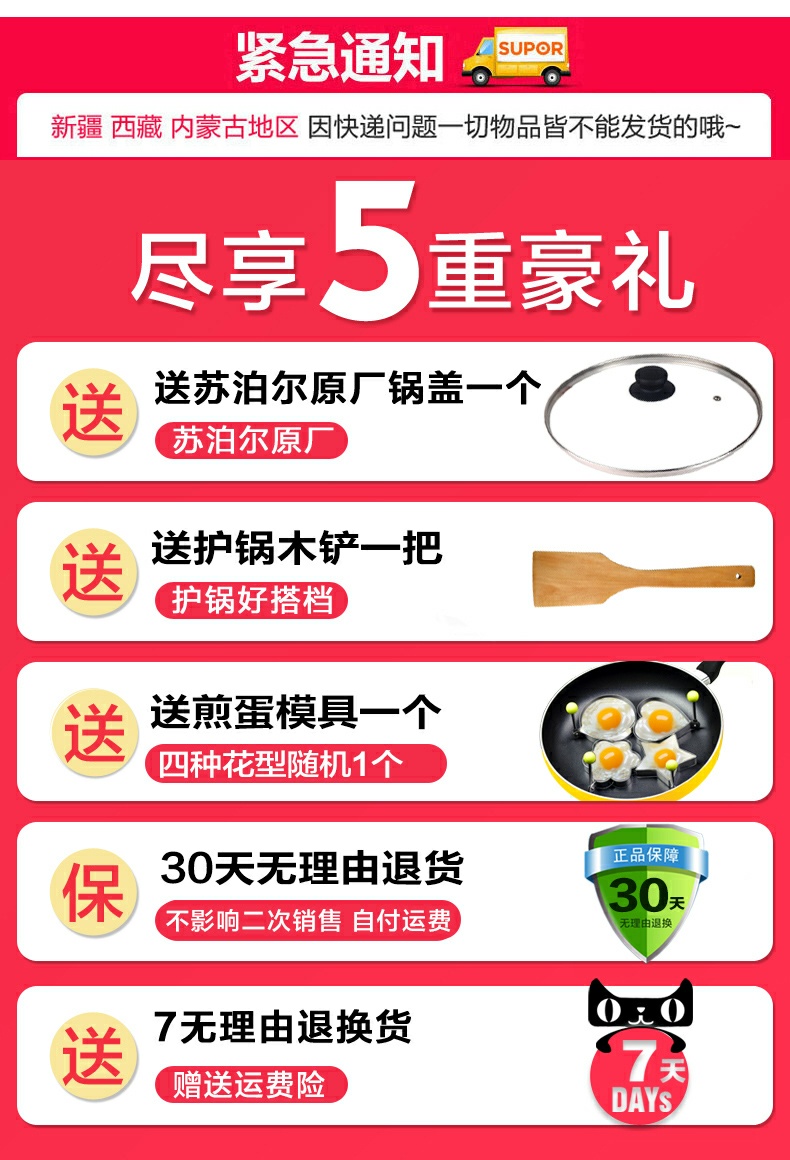 紧急通知
SUPOR
新疆 西藏 内蒙古地区 因快递问题一切物品皆不能发货的哦~
尽享5重豪礼
送
送苏泊尔原厂锅盖一个
苏泊尔原厂
送
送护锅木铲一把
护锅好搭档
送
送煎蛋模具一个
四种花型随机1个
保
30天无理由退货
不影响二次销售 自付运费
正品保障
30天
无理由退换
送
7无理由退换货
赠送运费险
7天
DAYs